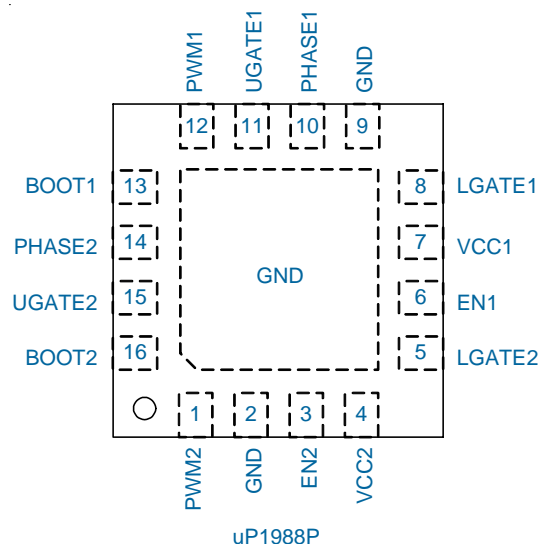 PWM1
UGATE1
PHASE1
GND
12
11
10
9
BOOT1
13
8
LGATE1
PHASE2
14
7
VCC1
GND
UGATE2
15
6
EN1
BOOT2
16
5
LGATE2
1
2
3
4
PWM2
GND
EN2
VCC2
uP1988P